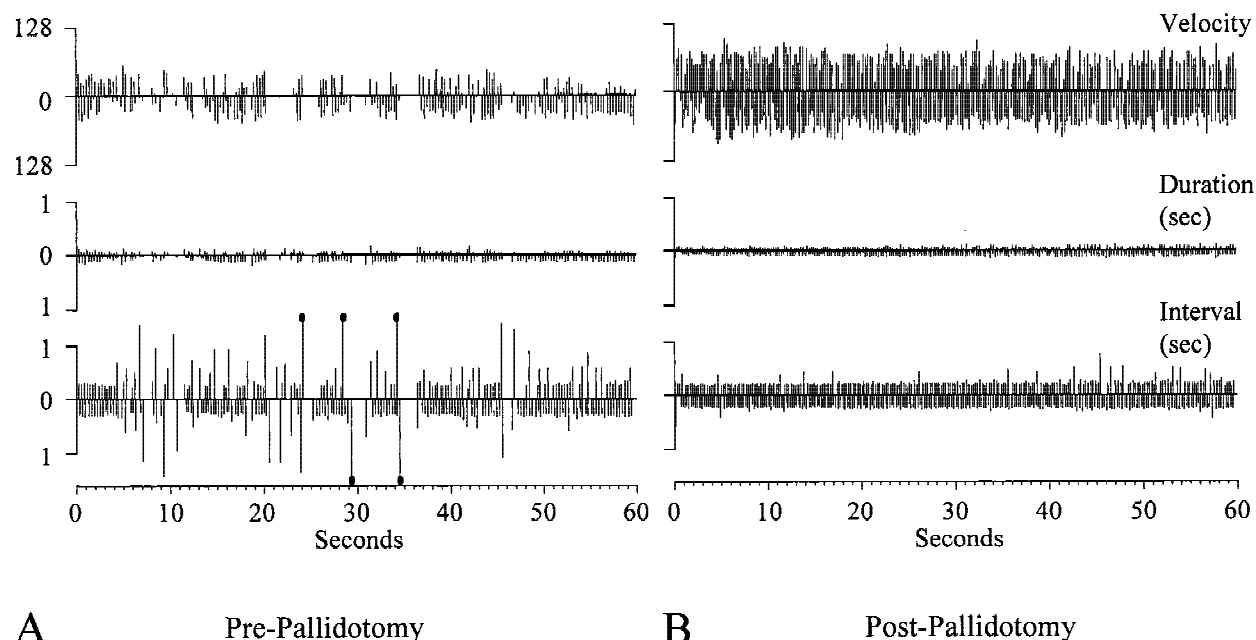 128
0
128
1
0
1
1
0
1
0 10 20 30 40 50 60
Seconds
A Pre-Pallidotomy
Velocity
Duration
(sec)
Interval
(sec)
0 10 20 30 40 50 60
Seconds
B Post-Pallidotomy